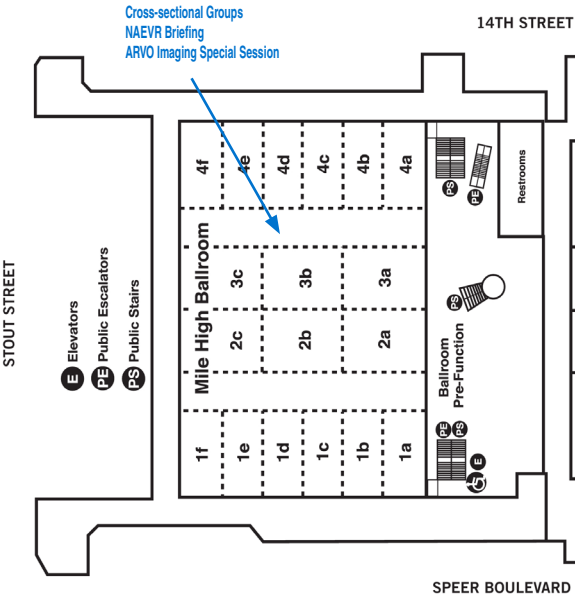 Cross-sectional Groups
NAEVR Briefing
ARVO Imaging Special Session
14TH STREET
4f
4e
4d
4c
4b
4a
PS
PE
Restrooms
STOUT STREET
E Elevators
PE Public Escalators
PS Public Stairs
Mile High Ballroom
3c
3b
3a
PS
2c
2b
2a
Ballroom
Pre-Function
1f
1e
1d
1c
1b
1a
PE
PS
E
SPEER BOULEVARD